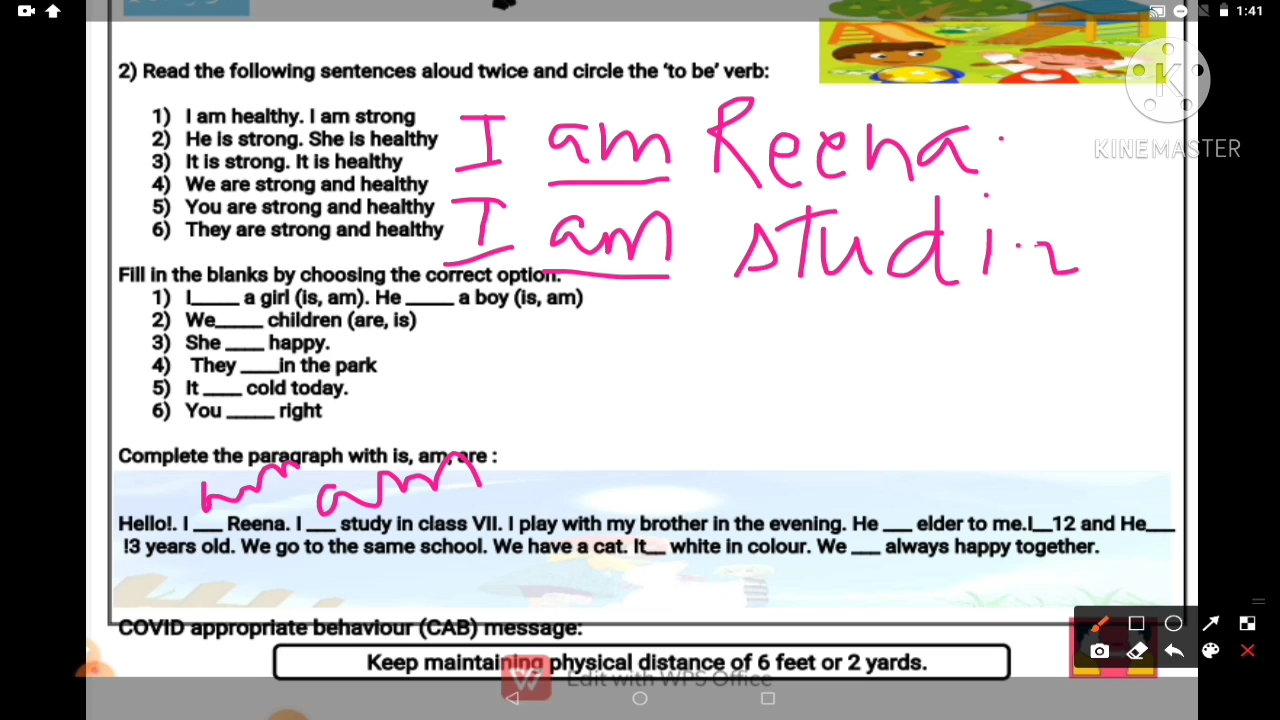 1:41
2) Read the following sentences aloud twice and circle the ‘to be’ verb:
1) I am healthy. I am strong
2) He is strong. She is healthy
3) It is strong. It is healthy
4) We are strong and healthy
5) You are strong and healthy
6) They are strong and healthy
I am Reena.
I am studi
K
KINEMASTER
Fill in the blanks by choosing the correct option.
1) I_____ a girl (is, am). He _____ a boy (is, am)
2) We_____ children (are, is)
3) She ____ happy.
4) They ____in the park
5) It ____ cold today.
6) You _____ right
Complete the paragraph with is, am, are :
am
Hello!. I ___ Reena. I ___ study in class VII. I play with my brother in the evening. He ___ elder to me.I__12 and He___
!3 years old. We go to the same school. We have a cat. It__ white in colour. We ___ always happy together.
COVID appropriate behaviour (CAB) message:
Keep maintaining physical distance of 6 feet or 2 yards.
Edit with WPS Office